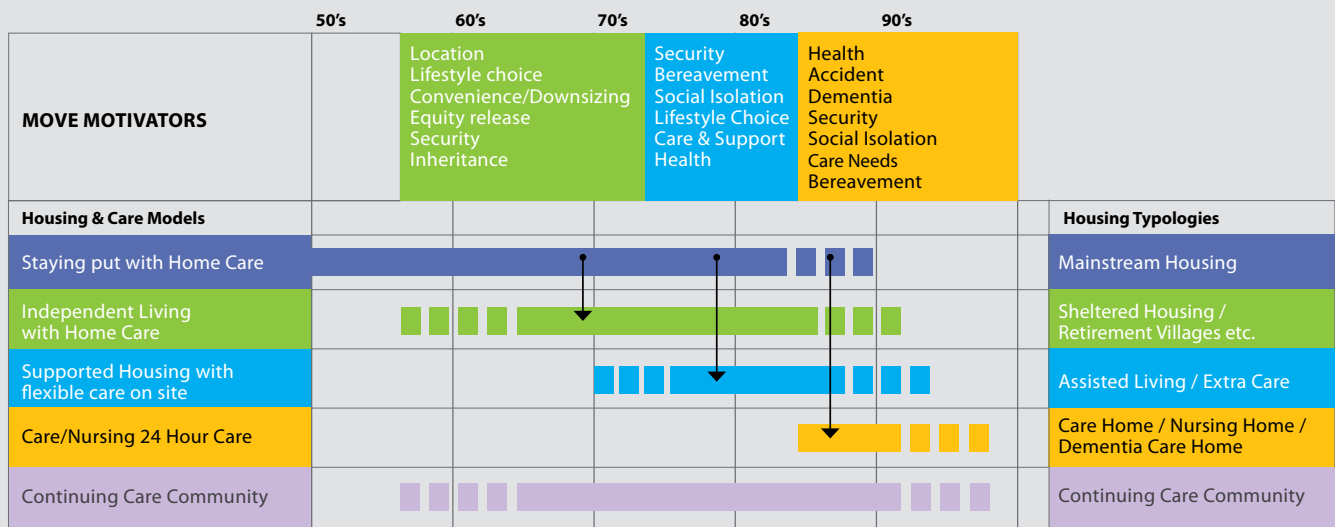 50's 60's 70's 80's 90's
MOVE MOTIVATORS
Location
Lifestyle choice
Convenience/Downsizing
Equity release
Security
Inheritance
Security
Bereavement
Social Isolation
Lifestyle Choice
Care & Support
Health
Health
Accident
Dementia
Security
Social Isolation
Care Needs
Bereavement
Housing & Care Models
Housing Typologies
Staying put with Home Care
Mainstream Housing
Independent Living
with Home Care
Sheltered Housing /
Retirement Villages etc.
Supported Housing with
flexible care on site
Assisted Living / Extra Care
Care/Nursing 24 Hour Care
Care Home / Nursing Home /
Dementia Care Home
Continuing Care Community
Continuing Care Community